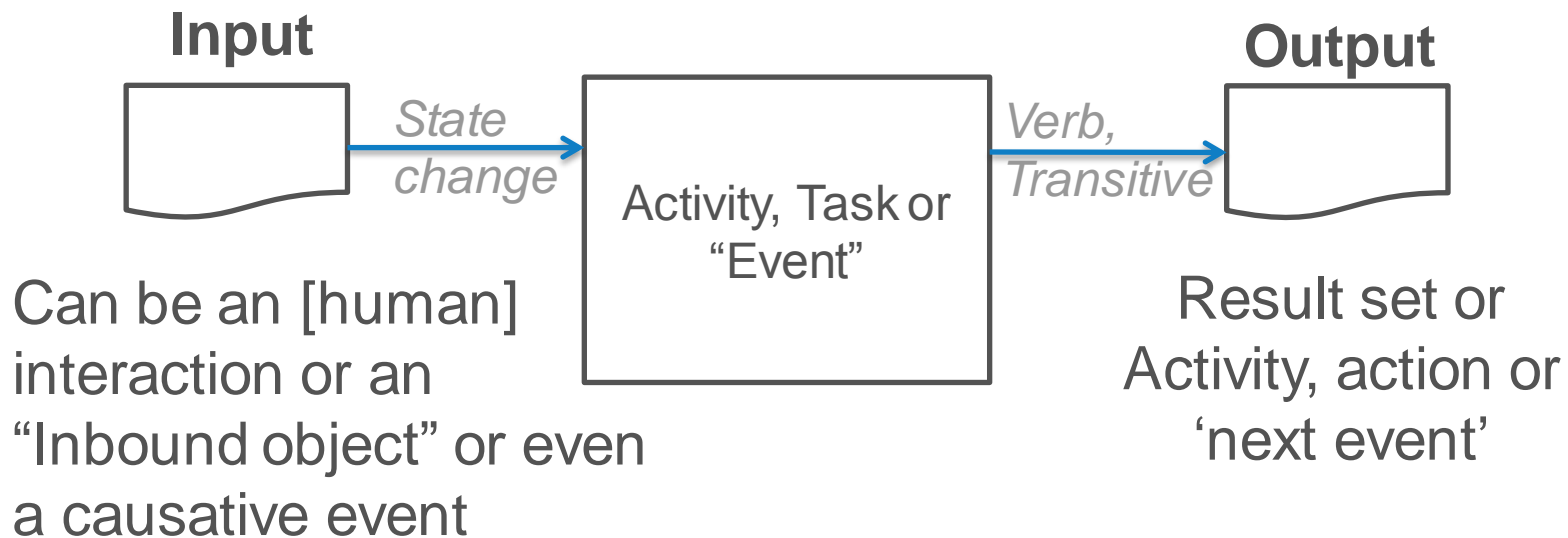 Input
Output
State
change
Verb,
Transitive
Activity, Task or
“Event”
Can be an [human]
interaction or an
“Inbound object” or even
a causative event
Result set or
Activity, action or
‘next event’